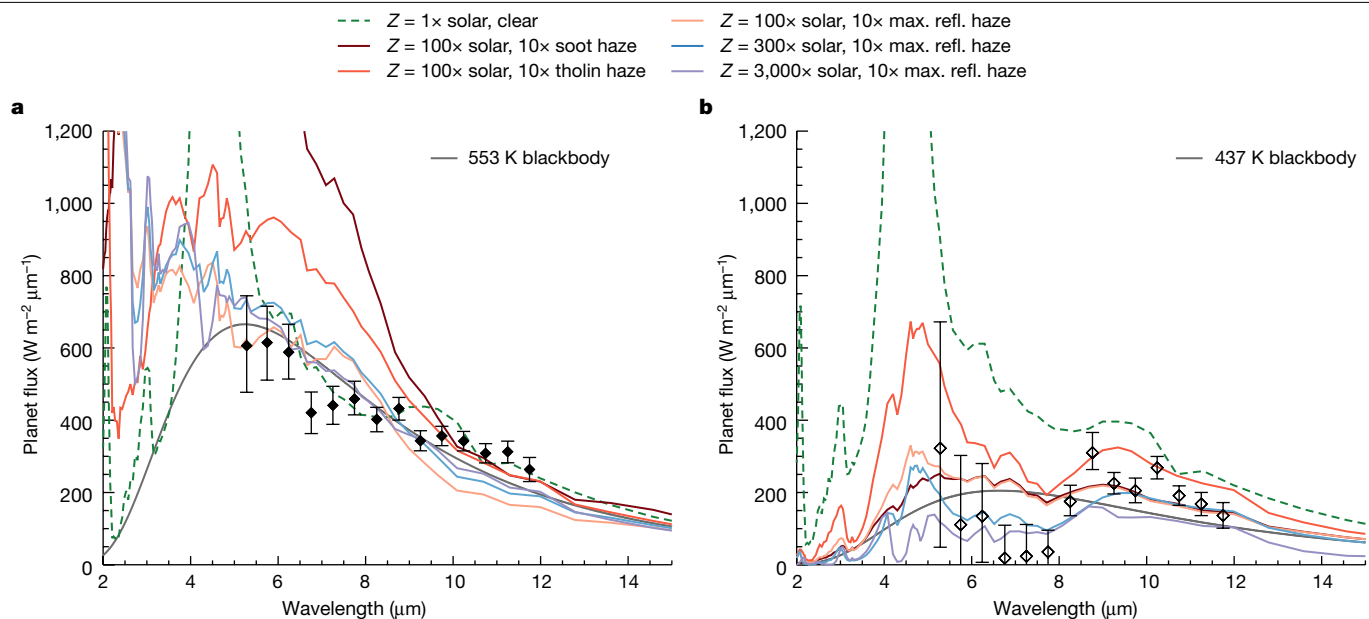 Z = 1× solar, clear
Z = 100× solar, 10× soot haze
Z = 100× solar, 10× tholin haze
Z = 100× solar, 10× max. refl. haze
Z = 300× solar, 10× max. refl. haze
Z = 3,000× solar, 10× max. refl. haze
a
1,200
1,000
800
600
400
200
0
Planet flux (W m⁻² μm⁻¹)
553 K blackbody
2 4 6 8 10 12 14
Wavelength (μm)
b
1,200
1,000
800
600
400
200
0
Planet flux (W m⁻² μm⁻¹)
437 K blackbody
2 4 6 8 10 12 14
Wavelength (μm)